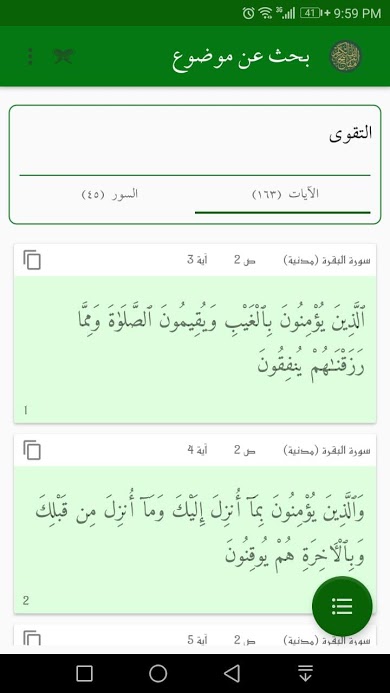 41 9:59 PM
بحث عن موضوع
التقوى
الآيات (١٦٣) السور (٤٥)
سورة البقرة (مدنية) ص 2 آية 3
ٱلَّذِينَ يُؤْمِنُونَ بِٱلْغَيْبِ وَيُقِيمُونَ ٱلصَّلَوٰةَ وَمِمَّا
رَزَقْنَـٰهُمْ يُنفِقُونَ
1
سورة البقرة (مدنية) ص 2 آية 4
وَٱلَّذِينَ يُؤْمِنُونَ بِمَآ أُنزِلَ إِلَيْكَ وَمَآ أُنزِلَ مِن قَبْلِكَ
وَبِٱلْـَٔاخِرَةِ هُمْ يُوقِنُونَ
2
سورة البقرة (مدنية) ص 2 آية 5